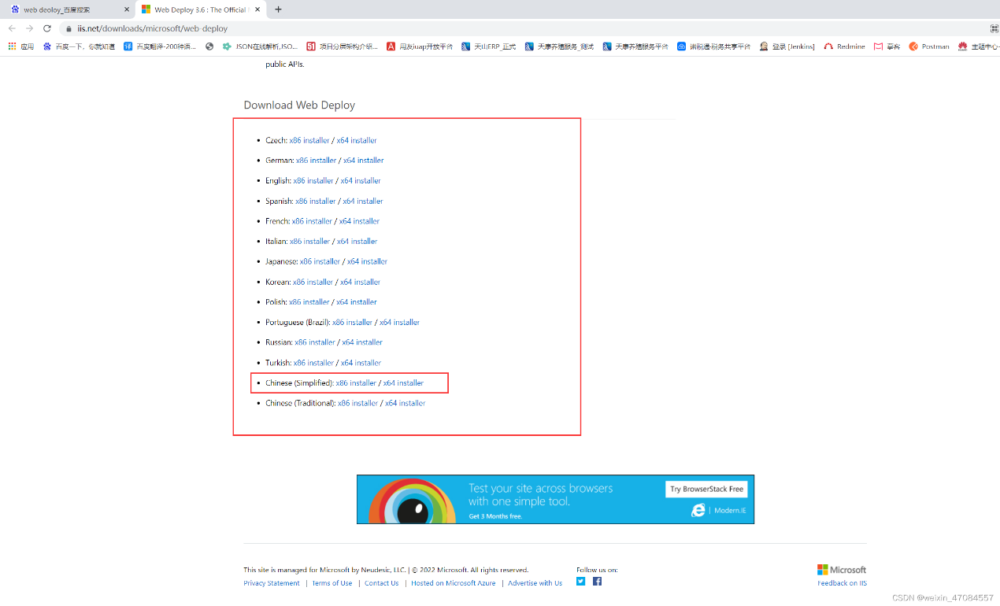 web deoloy_百度搜索
Web Deploy 3.6 : The Official
iis.net/downloads/microsoft/web-deploy
应用 百度一下，你就知道 百度翻译-200种语... JSON在线解析,JSO... 项目分层架构介绍... 用友iuap开放平台 天山ERP_正式 天康养殖服务_测试 天康养殖服务平台 诺税通-税务共享平台 登录 [Jenkins] Redmine 掌客 Postman 主题中心-
public APIs.
Download Web Deploy
• Czech: x86 installer / x64 installer
• German: x86 installer / x64 installer
• English: x86 installer / x64 installer
• Spanish: x86 installer / x64 installer
• French: x86 installer / x64 installer
• Italian: x86 installer / x64 installer
• Japanese: x86 installer / x64 installer
• Korean: x86 installer / x64 installer
• Polish: x86 installer / x64 installer
• Portuguese (Brazil): x86 installer / x64 installer
• Russian: x86 installer / x64 installer
• Turkish: x86 installer / x64 installer
• Chinese (Simplified): x86 installer / x64 installer
• Chinese (Traditional): x86 installer / x64 installer
Test your site across browsers
with one simple tool.
Get 3 Months free.
Try BrowserStack Free
Modern.IE
This site is managed for Microsoft by Neudesic, LLC. | © 2022 Microsoft. All rights reserved.
Privacy Statement | Terms of Use | Contact Us | Hosted on Microsoft Azure | Advertise with Us
Follow us on:
Microsoft
Feedback on IIS
CSDN @weixin_47084557